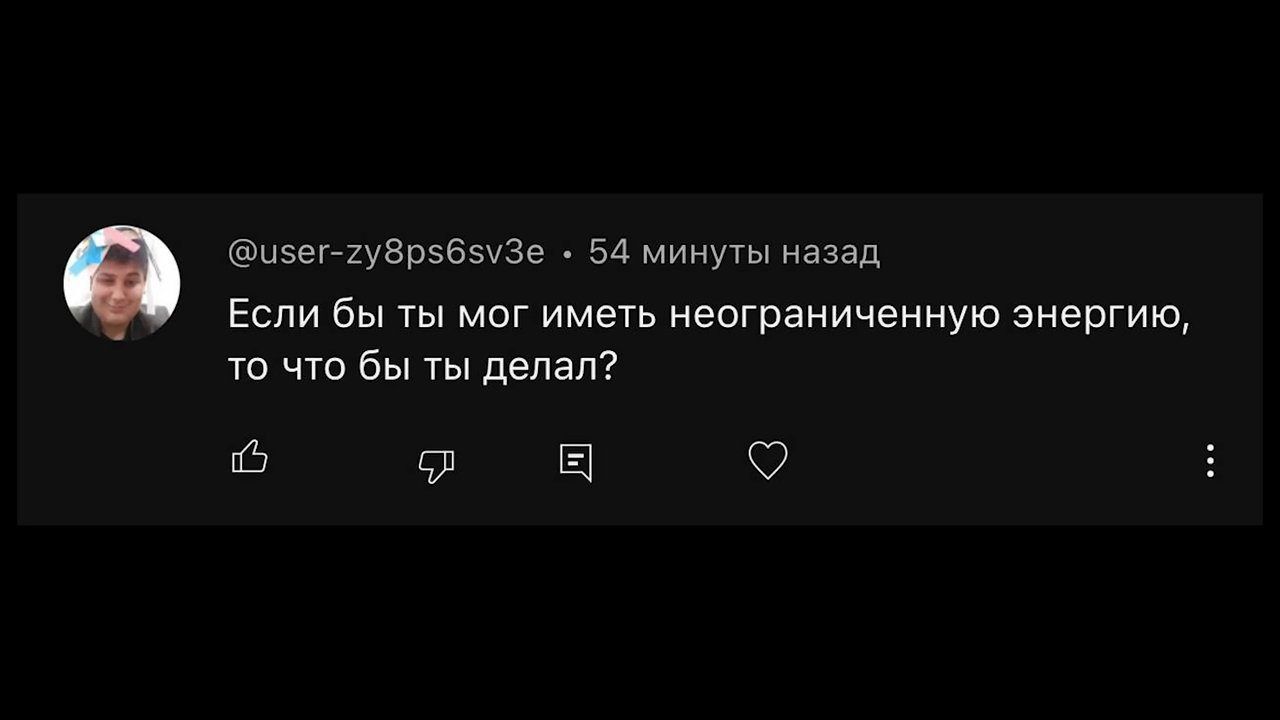 @user-zy8ps6sv3e • 54 минуты назад
Если бы ты мог иметь неограниченную энергию,
то что бы ты делал?